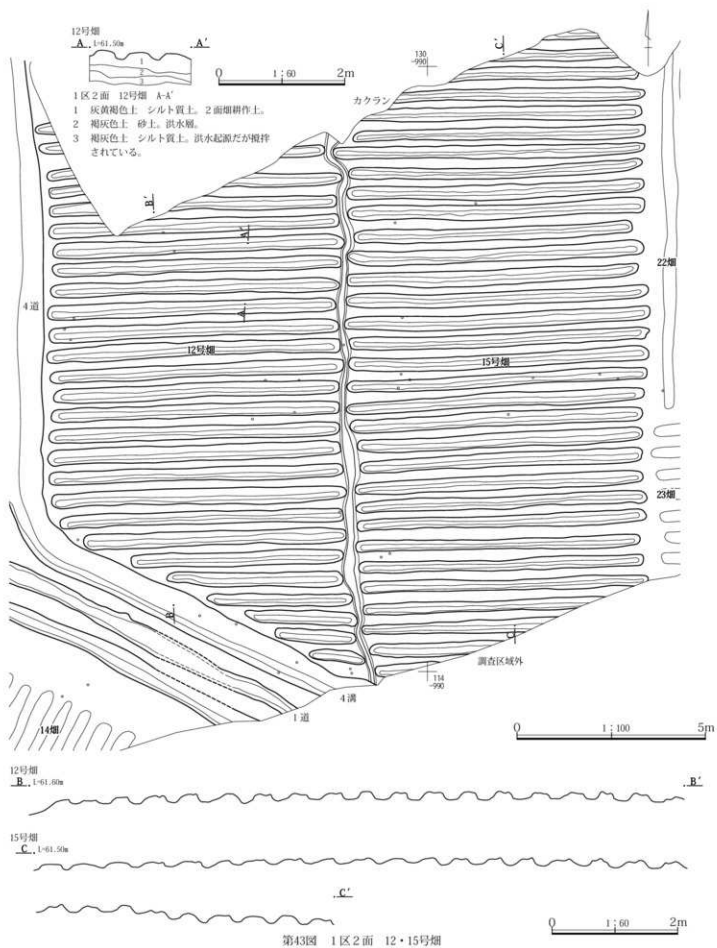 12号畑
A L=61.50m A´
1
2
3
0 1：60 2m
1区2面 12号畑 A-A´
1 灰黄褐色土 シルト質土。2面畑耕作土。
2 褐灰色土 砂土。洪水層。
3 褐灰色土 シルト質土。洪水起源だが攪拌
されている。
130
-990
C´
カクラン
B´
A´
4道
22畑
A
12号畑
15号畑
23畑
B
C
調査区域外
114
-990
4溝
1道
14畑
0 1：100 5m
12号畑
B L=61.60m B´
15号畑
C L=61.50m
C´
0 1：60 2m
第43図 1区2面 12・15号畑